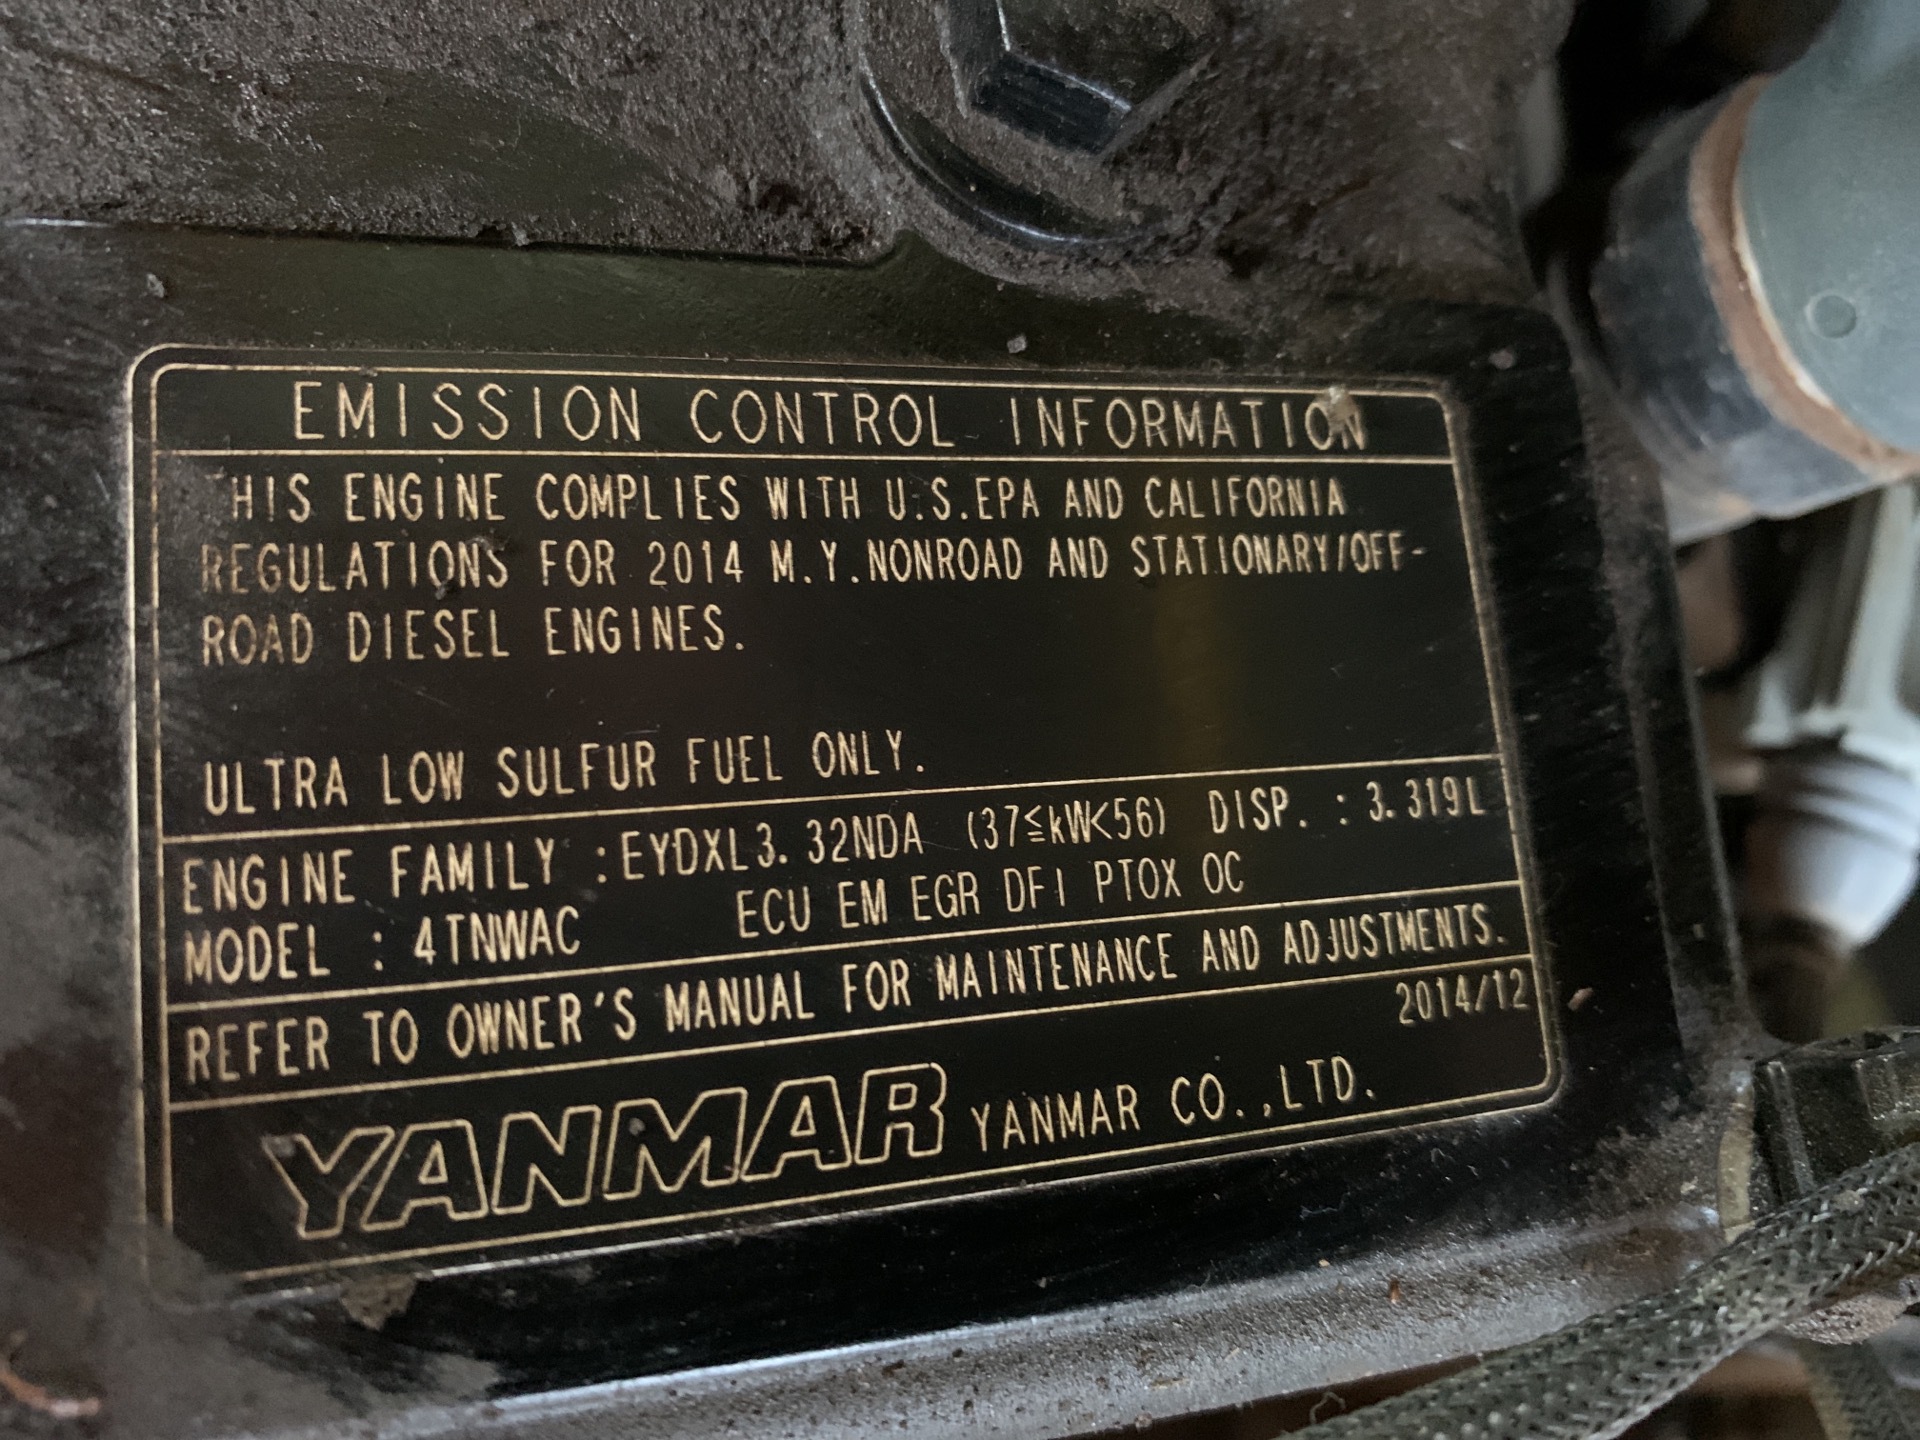 EMISSION CONTROL INFORMATION
THIS ENGINE COMPLIES WITH U.S.EPA AND CALIFORNIA
REGULATIONS FOR 2014 M.Y.NONROAD AND STATIONARY/OFF-
ROAD DIESEL ENGINES.
ULTRA LOW SULFUR FUEL ONLY.
ENGINE FAMILY :EYDXL3.32NDA (37≦kW<56) DISP. : 3.319L
MODEL : 4TNWAC ECU EM EGR DFI PTOX OC
REFER TO OWNER'S MANUAL FOR MAINTENANCE AND ADJUSTMENTS.
2014/12
YANMAR YANMAR CO.,LTD.